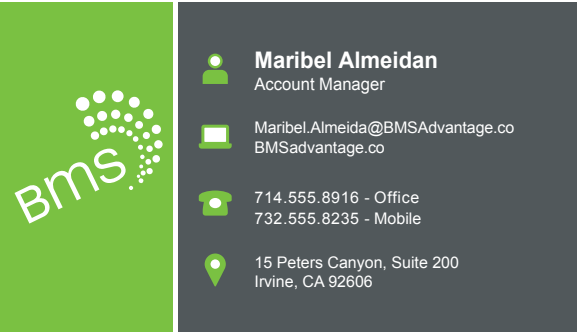 Bms
Maribel Almeidan
Account Manager
Maribel.Almeida@BMSAdvantage.co
BMSadvantage.co
714.555.8916 - Office
732.555.8235 - Mobile
15 Peters Canyon, Suite 200
Irvine, CA 92606